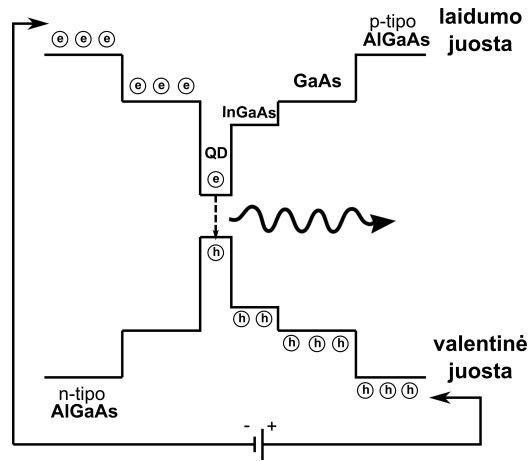 p-tipo
AlGaAs
laidumo
juosta
e e e
e e e
GaAs
InGaAs
QD
e
h
h h
h h h
h h h
valentinė
juosta
n-tipo
AlGaAs
- +